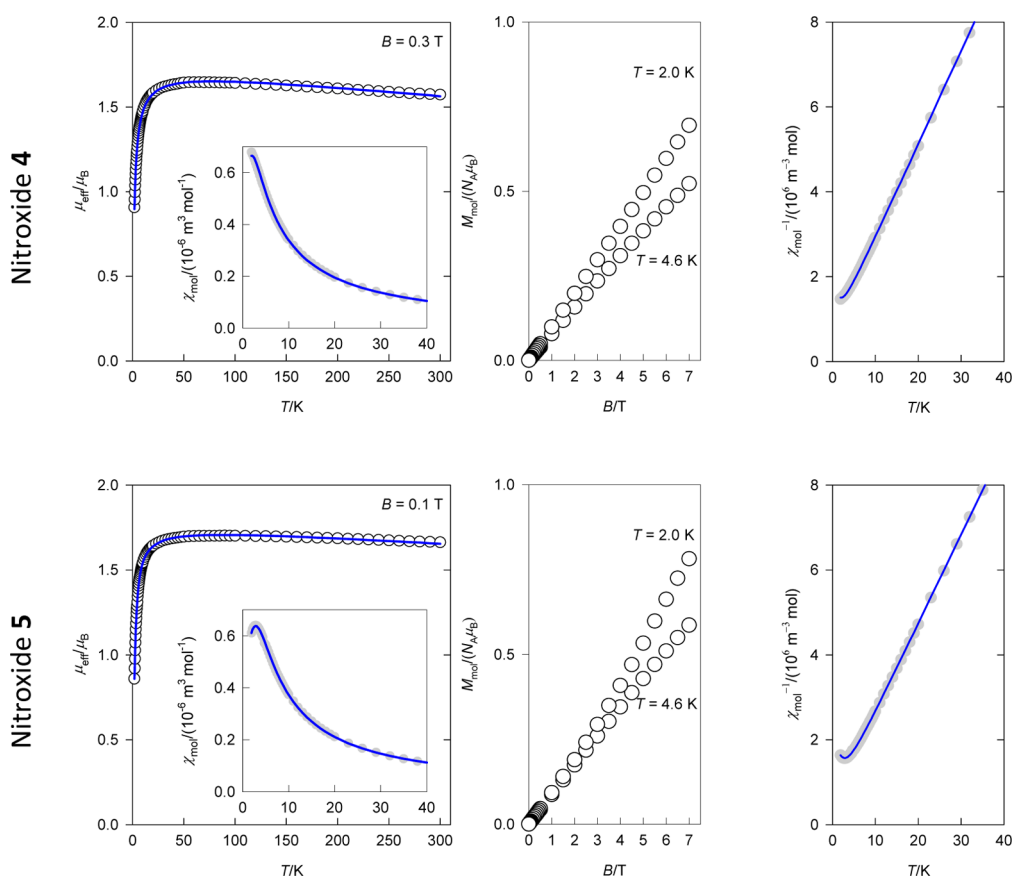 Nitroxide 4
2.0
1.5
1.0
0.5
0.0
μeff/μB
B = 0.3 T
0 50 100 150 200 250 300
T/K
0.6
0.4
0.2
0.0
χmol/(10⁻⁶ m³ mol⁻¹)
0 10 20 30 40
1.0
0.5
0.0
Mmol/(NAμB)
T = 2.0 K
T = 4.6 K
0 1 2 3 4 5 6 7
B/T
8
6
4
2
0
χmol⁻¹/(10⁶ m⁻³ mol)
0 10 20 30 40
T/K
Nitroxide 5
2.0
1.5
1.0
0.5
0.0
μeff/μB
B = 0.1 T
0 50 100 150 200 250 300
T/K
0.6
0.4
0.2
0.0
χmol/(10⁻⁶ m³ mol⁻¹)
0 10 20 30 40
1.0
0.5
0.0
Mmol/(NAμB)
T = 2.0 K
T = 4.6 K
0 1 2 3 4 5 6 7
B/T
8
6
4
2
0
χmol⁻¹/(10⁶ m⁻³ mol)
0 10 20 30 40
T/K